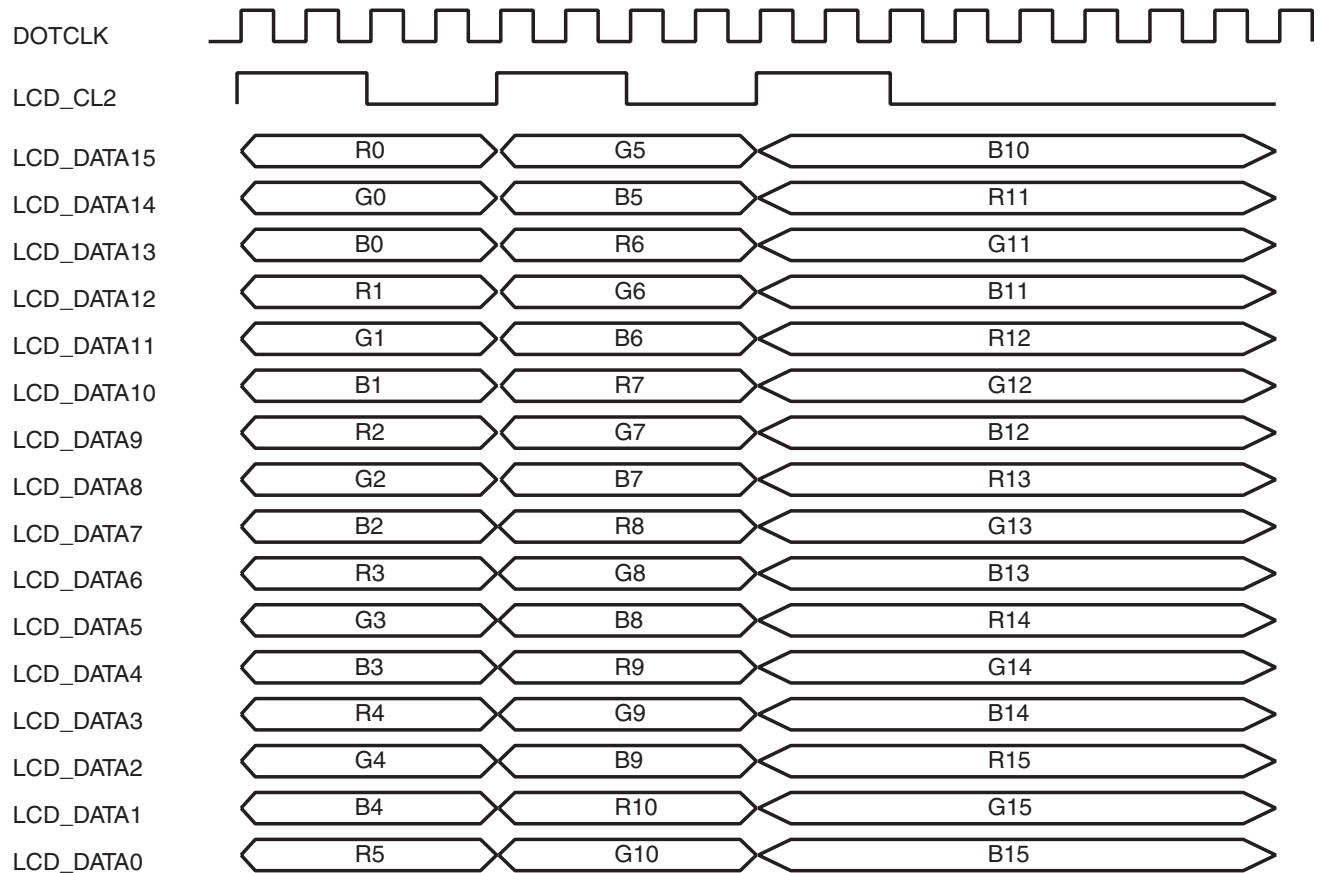 DOTCLK
LCD_CL2
LCD_DATA15 R0 G5 B10
LCD_DATA14 G0 B5 R11
LCD_DATA13 B0 R6 G11
LCD_DATA12 R1 G6 B11
LCD_DATA11 G1 B6 R12
LCD_DATA10 B1 R7 G12
LCD_DATA9 R2 G7 B12
LCD_DATA8 G2 B7 R13
LCD_DATA7 B2 R8 G13
LCD_DATA6 R3 G8 B13
LCD_DATA5 G3 B8 R14
LCD_DATA4 B3 R9 G14
LCD_DATA3 R4 G9 B14
LCD_DATA2 G4 B9 R15
LCD_DATA1 B4 R10 G15
LCD_DATA0 R5 G10 B15